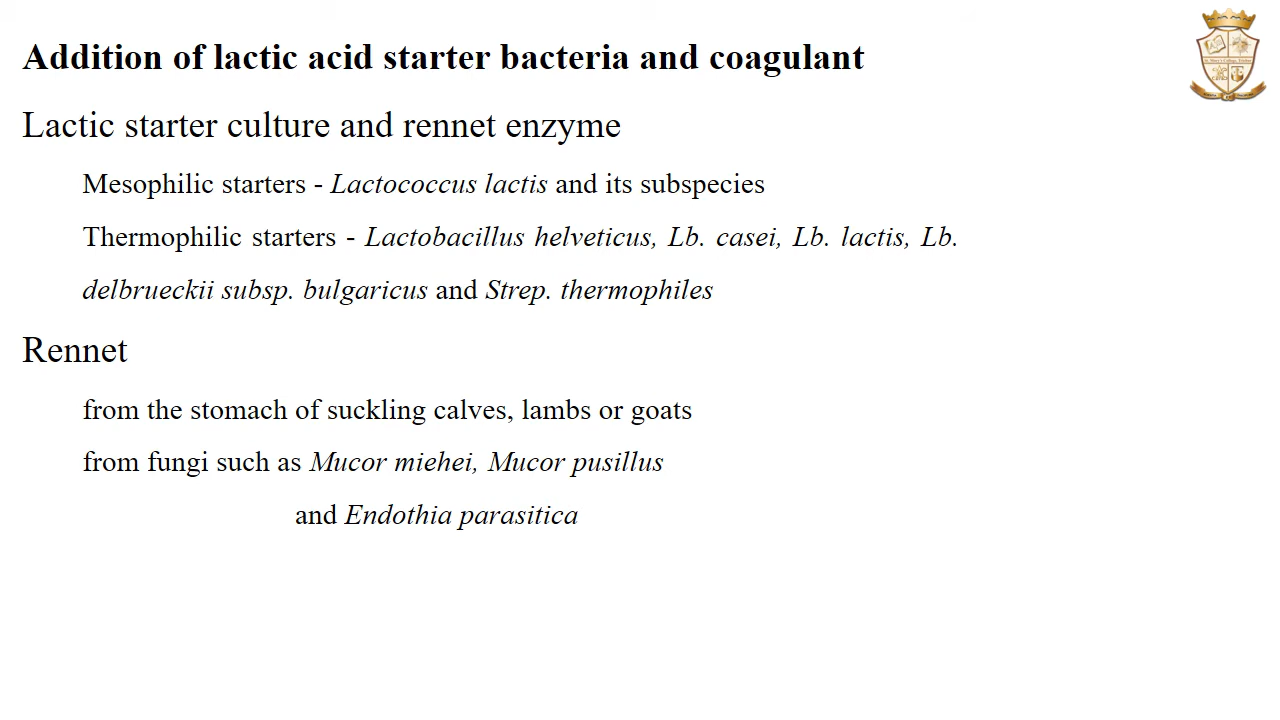 Addition of lactic acid starter bacteria and coagulant
Lactic starter culture and rennet enzyme
Mesophilic starters - Lactococcus lactis and its subspecies
Thermophilic starters - Lactobacillus helveticus, Lb. casei, Lb. lactis, Lb.
delbrueckii subsp. bulgaricus and Strep. thermophiles
Rennet
from the stomach of suckling calves, lambs or goats
from fungi such as Mucor miehei, Mucor pusillus
and Endothia parasitica